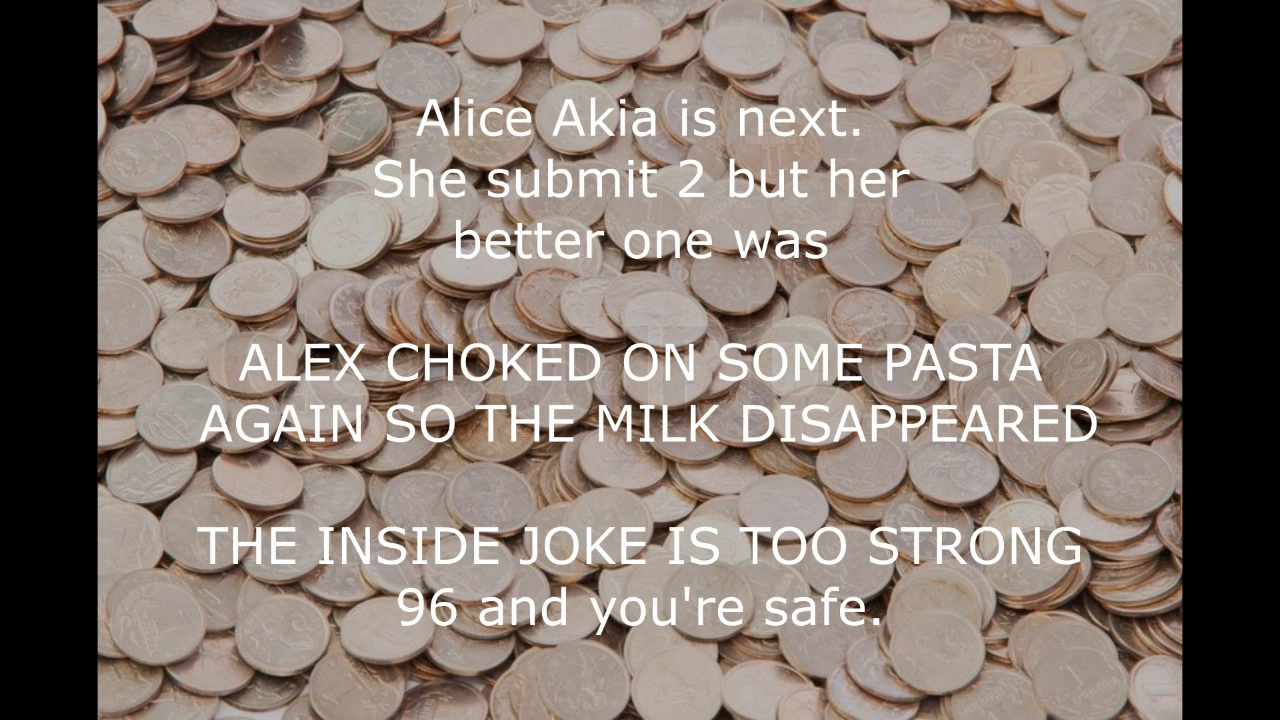 Alice Akia is next.
She submit 2 but her
better one was
ALEX CHOKED ON SOME PASTA
AGAIN SO THE MILK DISAPPEARED
THE INSIDE JOKE IS TOO STRONG
96 and you're safe.